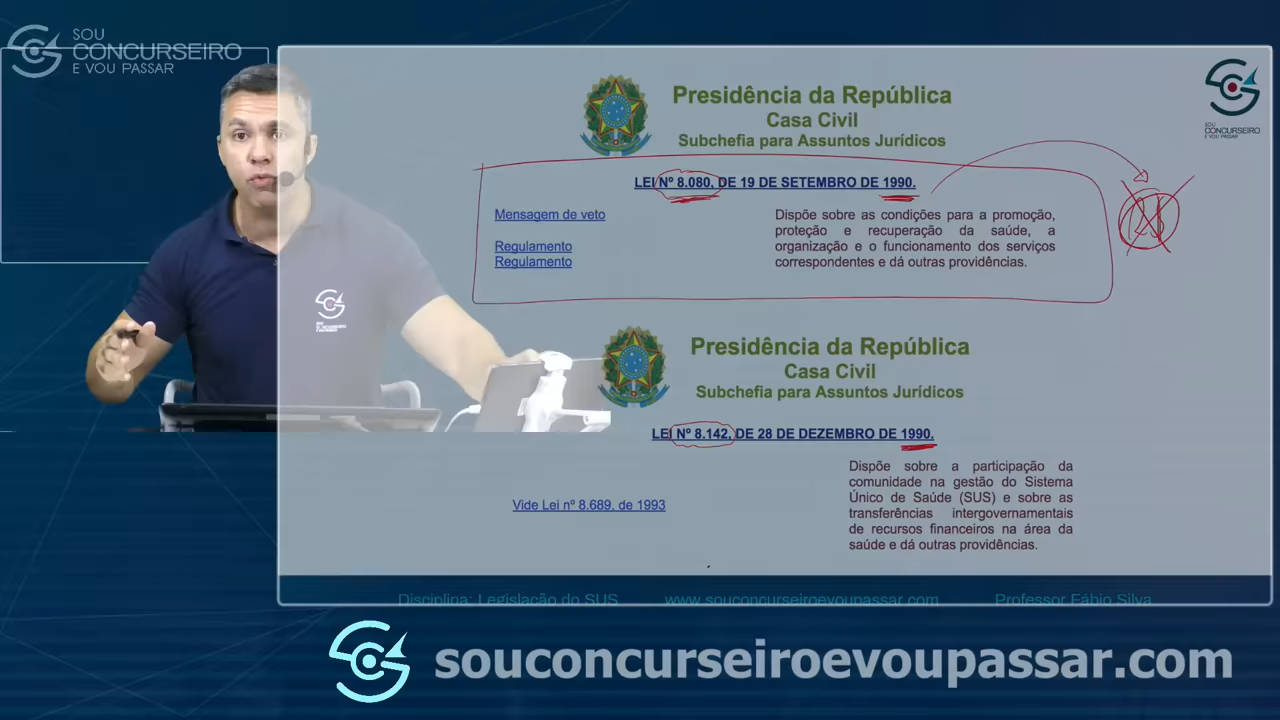 SOU
CONCURSEIRO
E VOU PASSAR
SOU
CONCURSEIRO
E VOU PASSAR
Presidência da República
Casa Civil
Subchefia para Assuntos Jurídicos
LEI Nº 8.080, DE 19 DE SETEMBRO DE 1990.
Mensagem de veto
Regulamento
Regulamento
Dispõe sobre as condições para a promoção,
proteção e recuperação da saúde, a
organização e o funcionamento dos serviços
correspondentes e dá outras providências.
Presidência da República
Casa Civil
Subchefia para Assuntos Jurídicos
LEI Nº 8.142, DE 28 DE DEZEMBRO DE 1990.
Vide Lei nº 8.689, de 1993
Dispõe sobre a participação da
comunidade na gestão do Sistema
Único de Saúde (SUS) e sobre as
transferências intergovernamentais
de recursos financeiros na área da
saúde e dá outras providências.
Disciplina: Legislação do SUS www.souconcurseiroevoupassar.com Professor Fábio Silva
souconcurseiroevoupassar.com